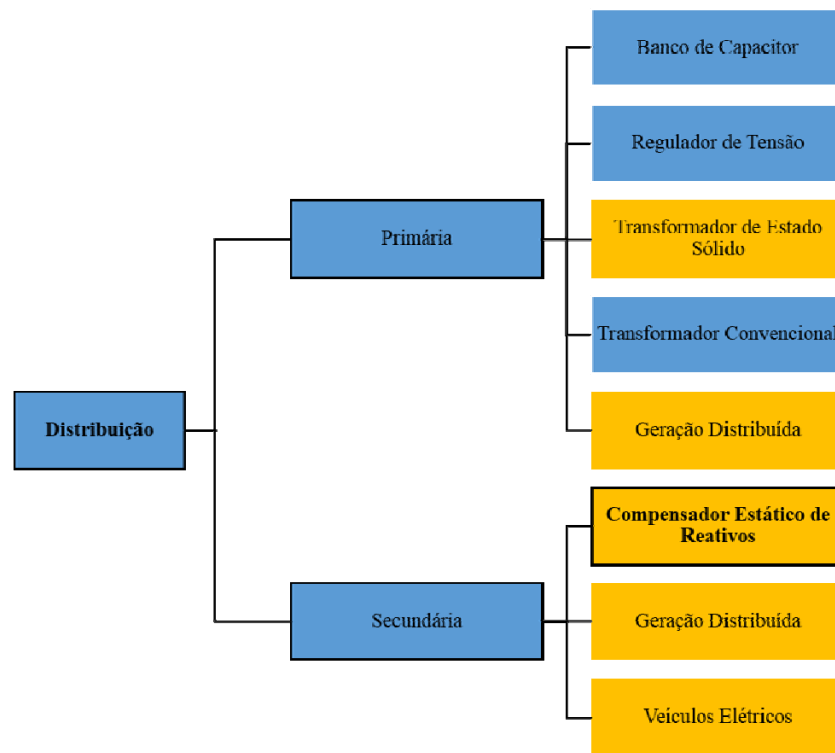 Banco de Capacitor
Regulador de Tensão
Transformador de Estado
Sólido
Primária
Transformador Convencional
Distribuição
Geração Distribuída
Compensador Estático de
Reativos
Secundária
Geração Distribuída
Veículos Elétricos